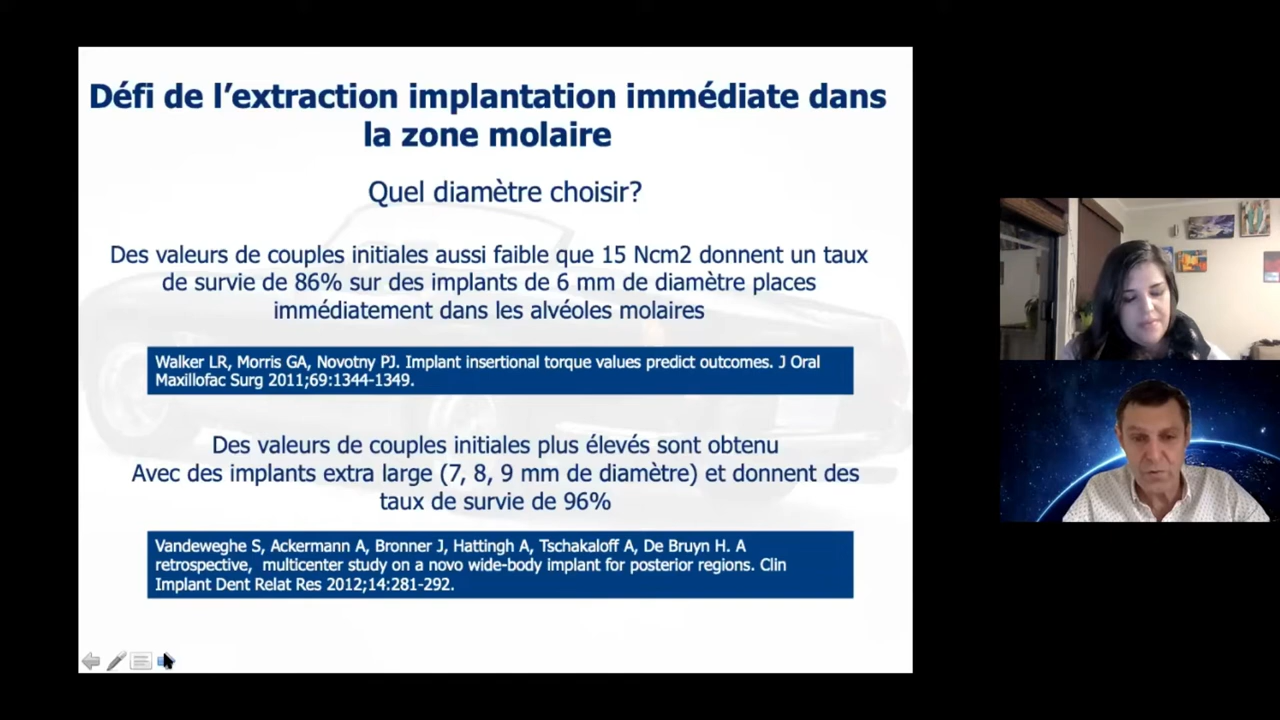 Défi de l’extraction implantation immédiate dans
la zone molaire
Quel diamètre choisir?
Des valeurs de couples initiales aussi faible que 15 Ncm2 donnent un taux
de survie de 86% sur des implants de 6 mm de diamètre places
immédiatement dans les alvéoles molaires
Walker LR, Morris GA, Novotny PJ. Implant insertional torque values predict outcomes. J Oral
Maxillofac Surg 2011;69:1344-1349.
Des valeurs de couples initiales plus élevés sont obtenu
Avec des implants extra large (7, 8, 9 mm de diamètre) et donnent des
taux de survie de 96%
Vandeweghe S, Ackermann A, Bronner J, Hattingh A, Tschakaloff A, De Bruyn H. A
retrospective, multicenter study on a novo wide-body implant for posterior regions. Clin
Implant Dent Relat Res 2012;14:281-292.